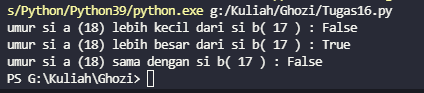 s/Python/Python39/python.exe g:/Kuliah/Ghozi/Tugas16.py
umur si a (18) lebih kecil dari si b( 17 ) : False
umur si a (18) lebih besar dari si b( 17 ) : True
umur si a (18) sama dengan si b( 17 ) : False
PS G:\Kuliah\Ghozi>